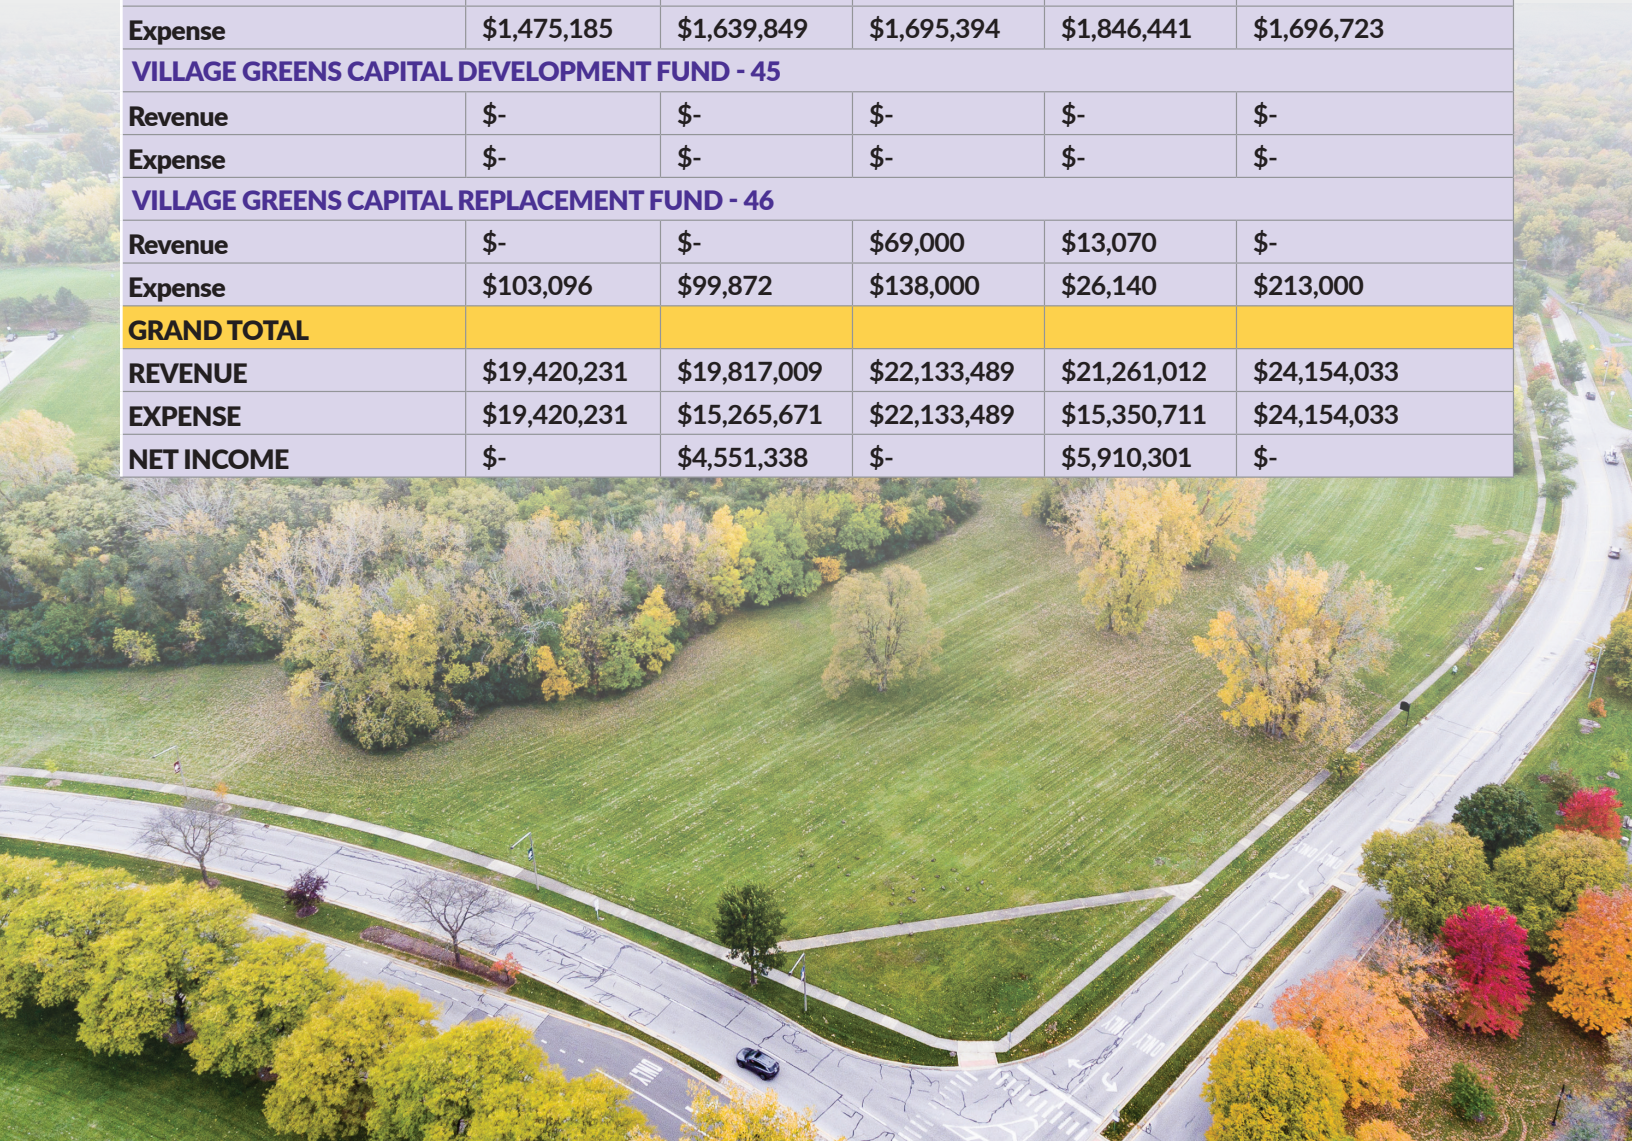 Expense $1,475,185 $1,639,849 $1,695,394 $1,846,441 $1,696,723
VILLAGE GREENS CAPITAL DEVELOPMENT FUND - 45
Revenue $- $- $- $- $-
Expense $- $- $- $- $-
VILLAGE GREENS CAPITAL REPLACEMENT FUND - 46
Revenue $- $- $69,000 $13,070 $-
Expense $103,096 $99,872 $138,000 $26,140 $213,000
GRAND TOTAL
REVENUE $19,420,231 $19,817,009 $22,133,489 $21,261,012 $24,154,033
EXPENSE $19,420,231 $15,265,671 $22,133,489 $15,350,711 $24,154,033
NET INCOME $- $4,551,338 $- $5,910,301 $-
ONLY
ONLY